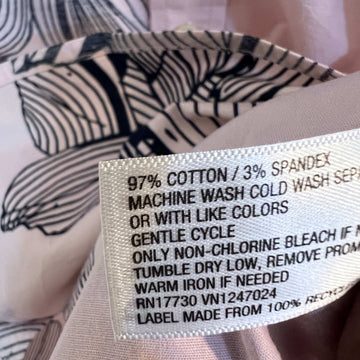 97% COTTON / 3% SPANDEX
MACHINE WASH COLD WASH SEP
OR WITH LIKE COLORS
GENTLE CYCLE
ONLY NON-CHLORINE BLEACH IF N
TUMBLE DRY LOW, REMOVE PROM
WARM IRON IF NEEDED
RN17730 VN1247024
LABEL MADE FROM 100% RECYCL